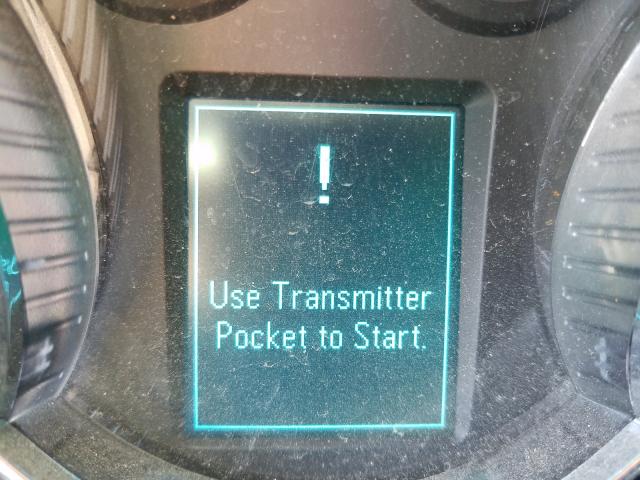 !
Use Transmitter
Pocket to Start.